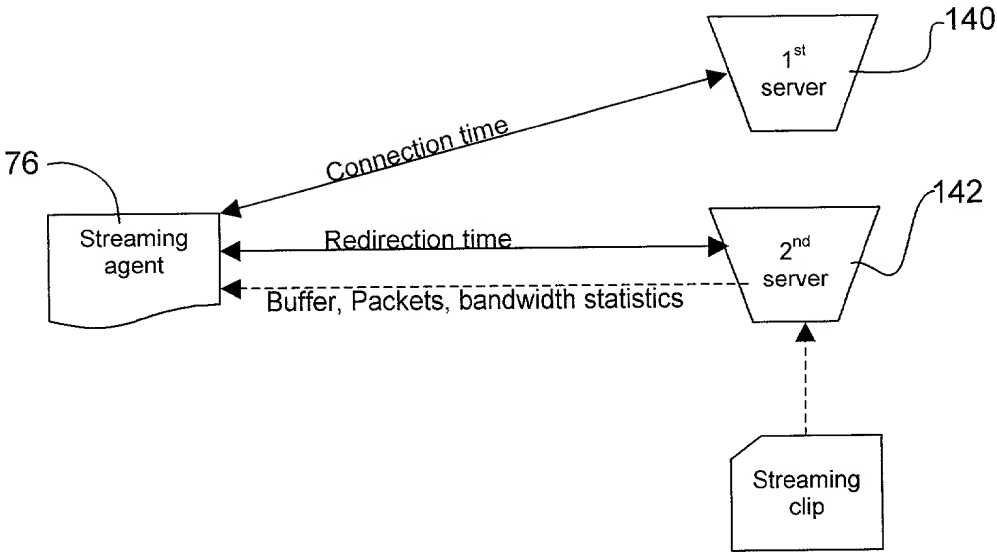 140
1st
server
Connection time
76
142
Streaming
agent
Redirection time
2nd
server
Buffer, Packets, bandwidth statistics
Streaming
clip